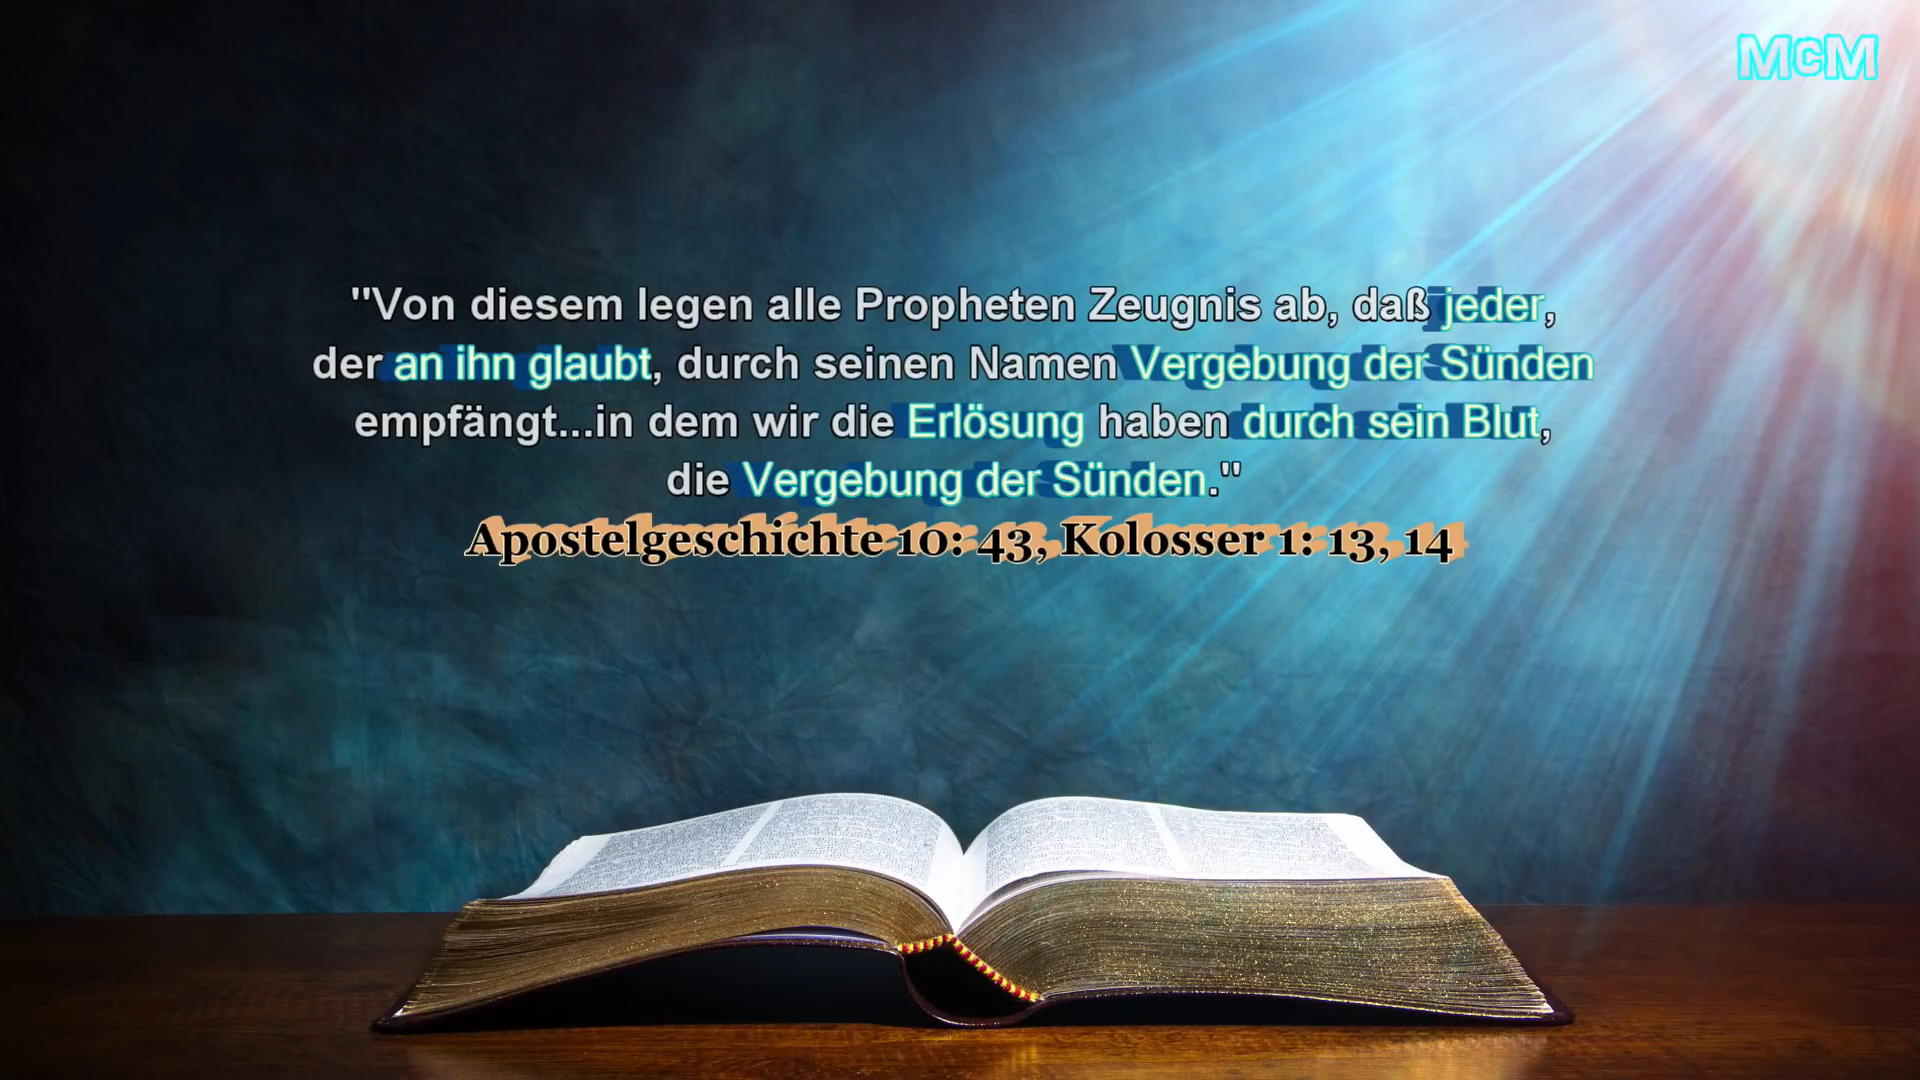 McM
"Von diesem legen alle Propheten Zeugnis ab, daß jeder,
der an ihn glaubt, durch seinen Namen Vergebung der Sünden
empfängt...in dem wir die Erlösung haben durch sein Blut,
die Vergebung der Sünden."
Apostelgeschichte 10: 43, Kolosser 1: 13, 14